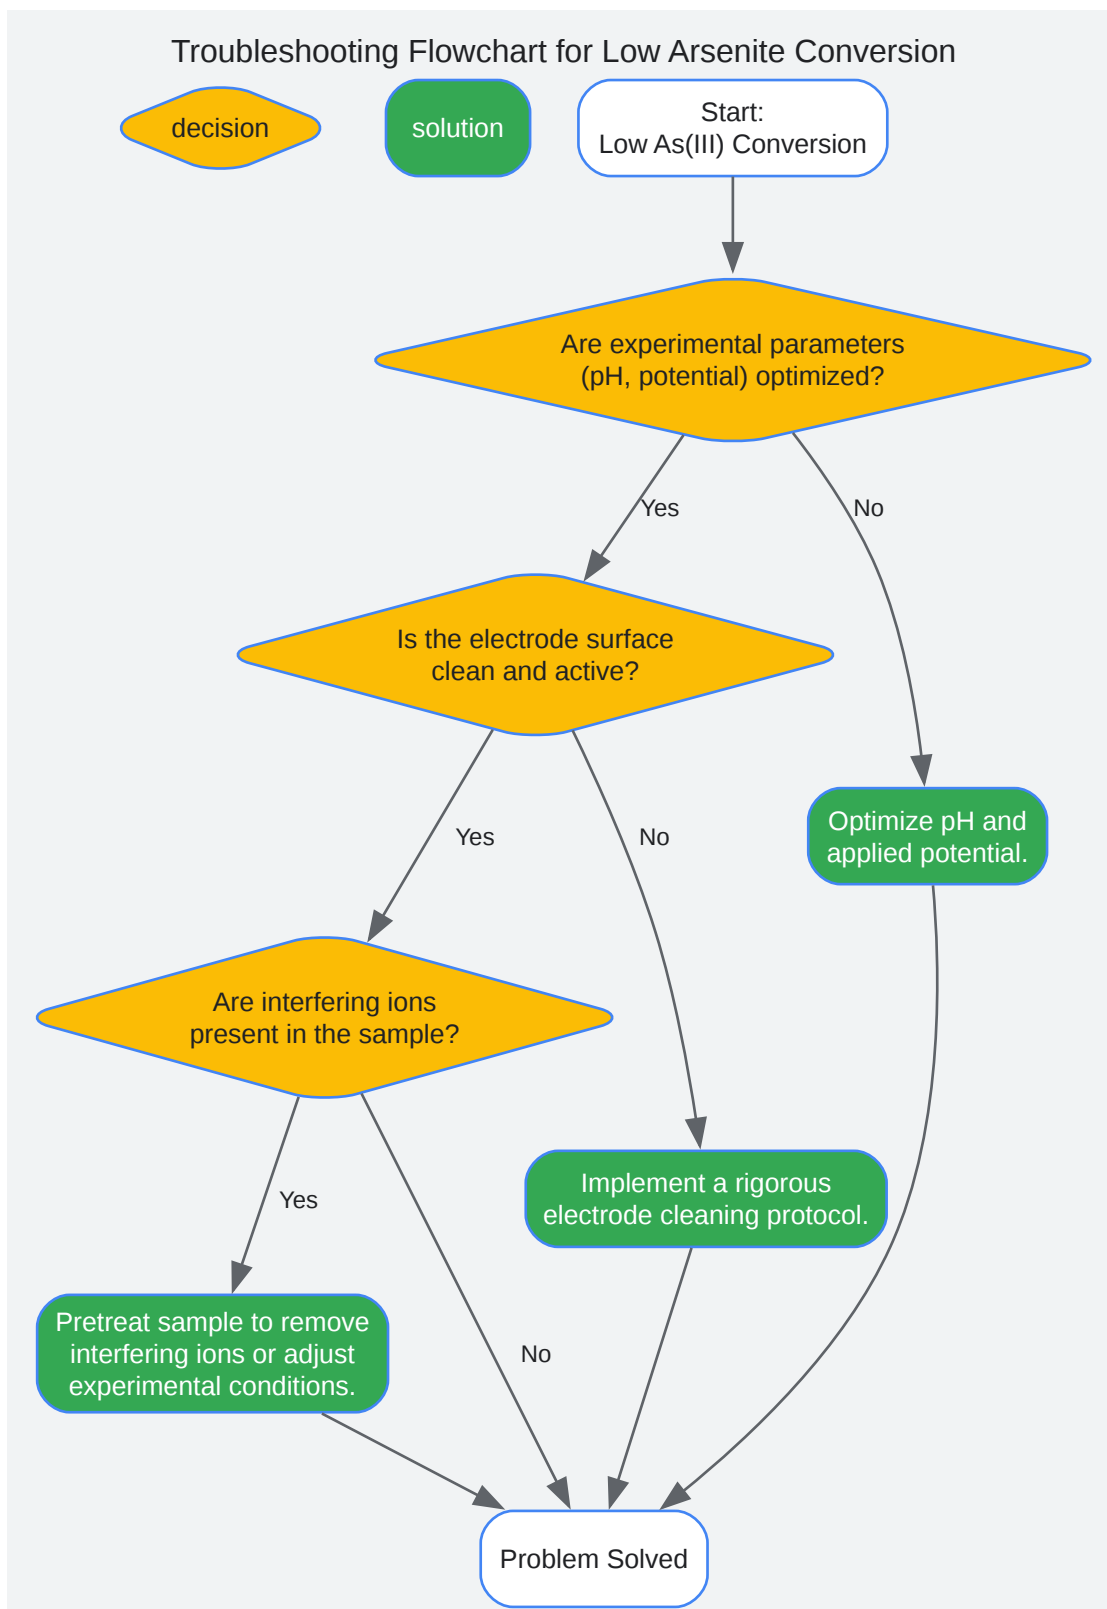 Troubleshooting Flowchart for Low Arsenite Conversion
decision
solution
Start:
Low As(III) Conversion
Are experimental parameters
(pH, potential) optimized?
Yes
No
Is the electrode surface
clean and active?
Optimize pH and
applied potential.
Yes
No
Are interfering ions
present in the sample?
Implement a rigorous
electrode cleaning protocol.
Yes
Pretreat sample to remove
interfering ions or adjust
experimental conditions.
No
Problem Solved